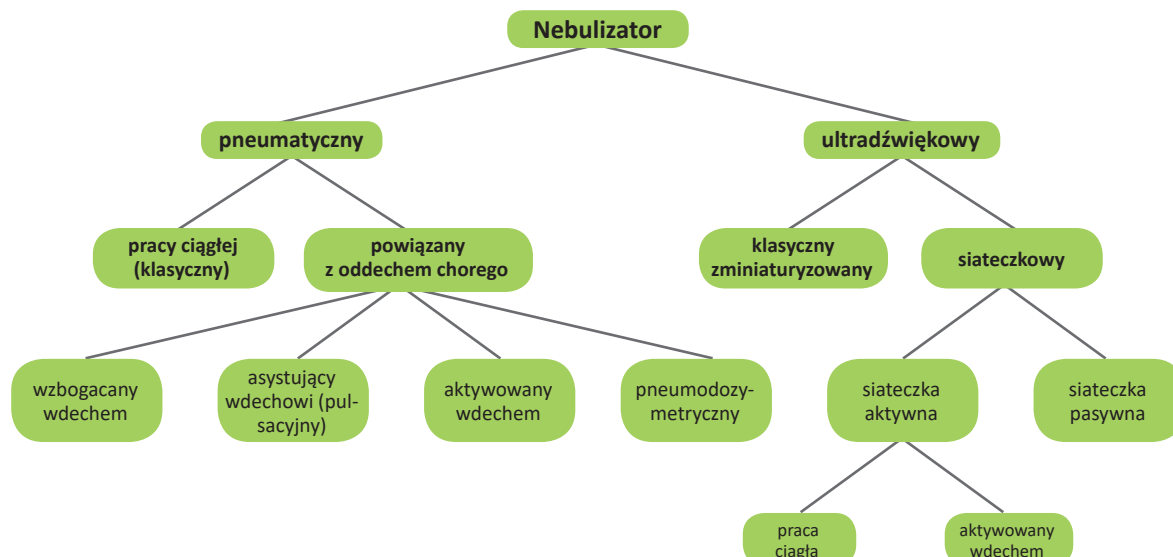 Nebulizator
pneumatyczny
ultradźwiękowy
pracy ciągłej
(klasyczny)
powiązany
z oddechem chorego
klasyczny
zminiaturyzowany
siateczkowy
wzbogacany
wdechem
asystujący
wdechowi (pul-
sacyjny)
aktywowany
wdechem
pneumodozy-
metryczny
siateczka
aktywna
siateczka
pasywna
praca
ciągła
aktywowany
wdechem